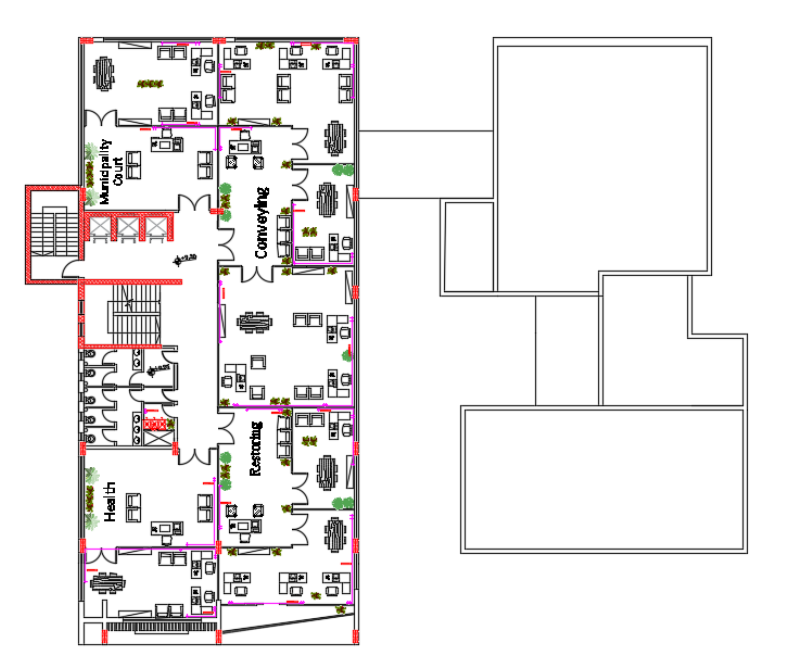 Municipality
Court
Conveying
Restoring
Health